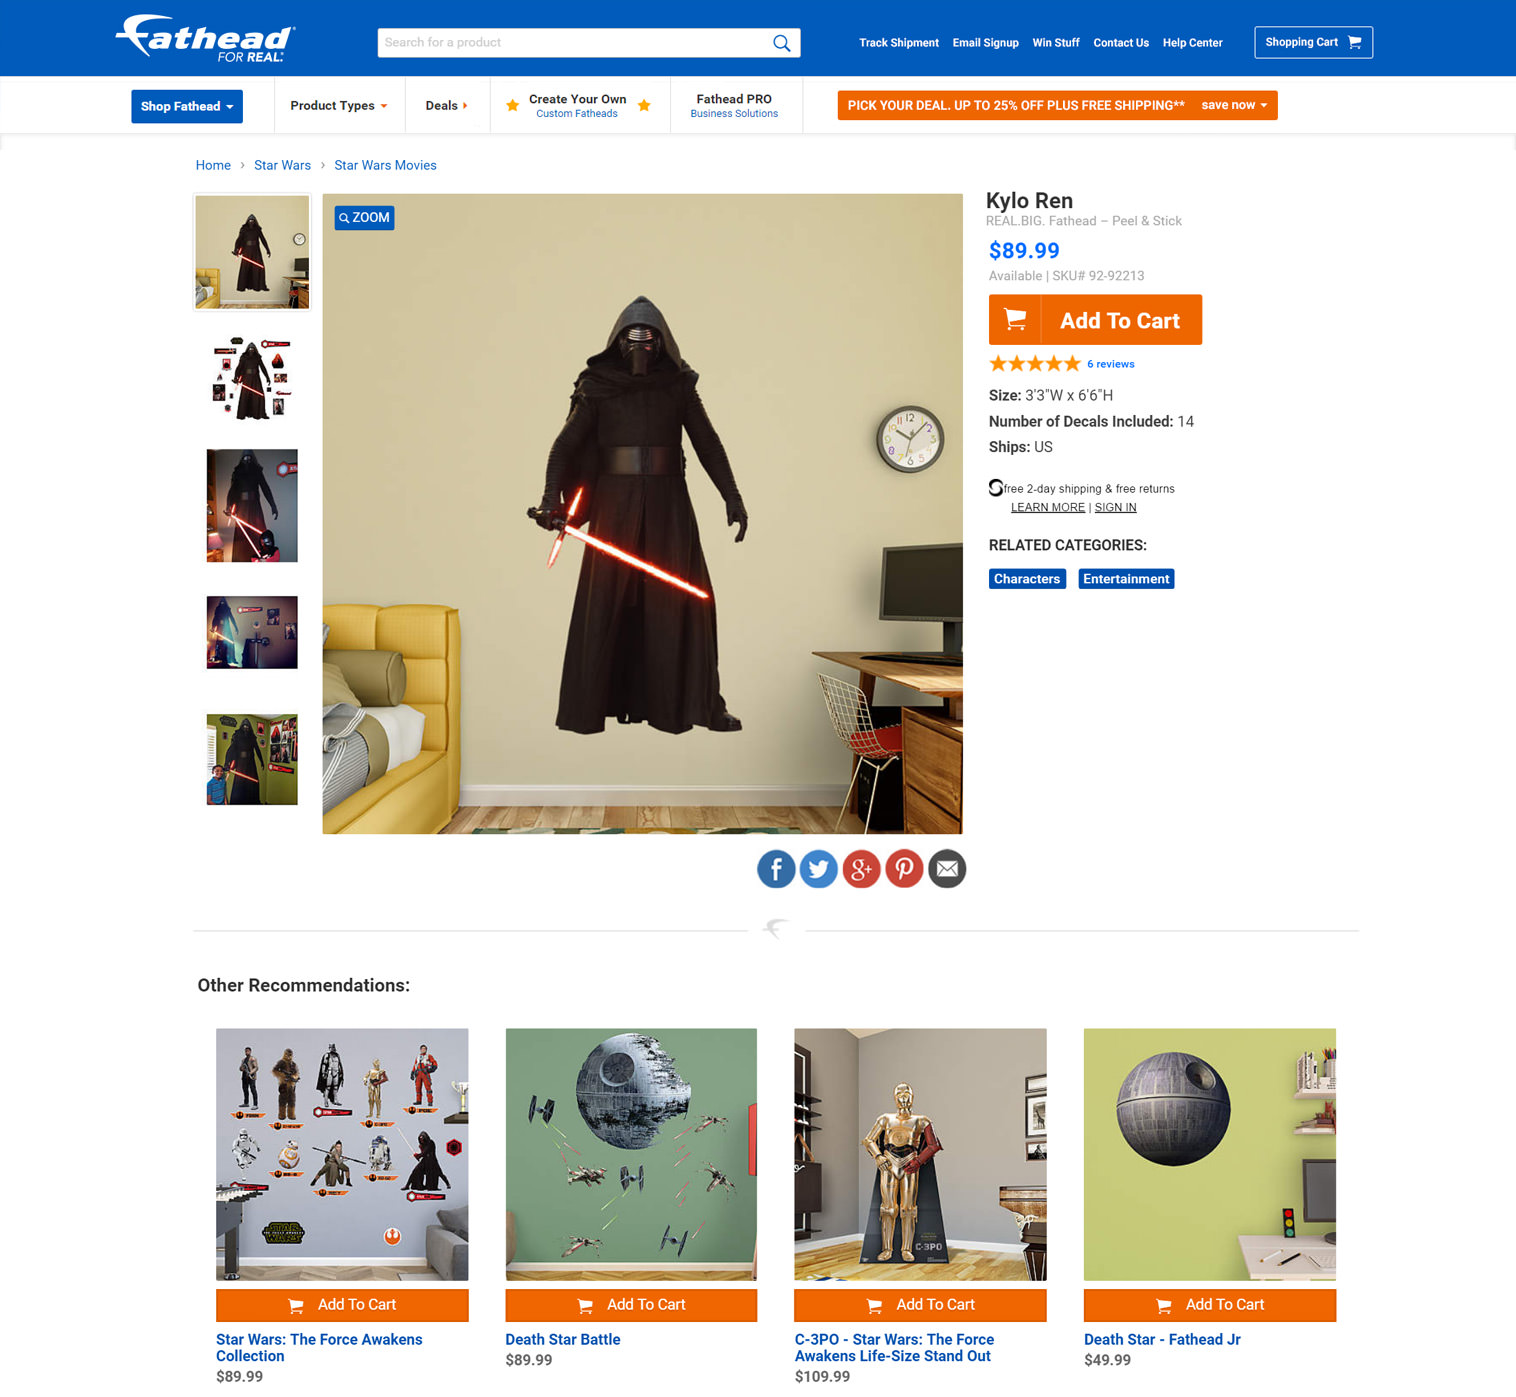 Fathead
FOR REAL.
Search for a product
Track Shipment
Email Signup
Win Stuff
Contact Us
Help Center
Shopping Cart
Shop Fathead
Product Types
Deals
Create Your Own
Custom Fatheads
Fathead PRO
Business Solutions
PICK YOUR DEAL. UP TO 25% OFF PLUS FREE SHIPPING**
save now
Home › Star Wars › Star Wars Movies
ZOOM
Kylo Ren
REAL.BIG. Fathead – Peel & Stick
$89.99
Available | SKU# 92-92213
Add To Cart
6 reviews
Size: 3'3"W x 6'6"H
Number of Decals Included: 14
Ships: US
free 2-day shipping & free returns
LEARN MORE | SIGN IN
RELATED CATEGORIES:
Characters
Entertainment
Other Recommendations:
STAR WARS
C-3PO
Add To Cart
Add To Cart
Add To Cart
Add To Cart
Star Wars: The Force Awakens
Collection
$89.99
Death Star Battle
$89.99
C-3PO - Star Wars: The Force
Awakens Life-Size Stand Out
$109.99
Death Star - Fathead Jr
$49.99